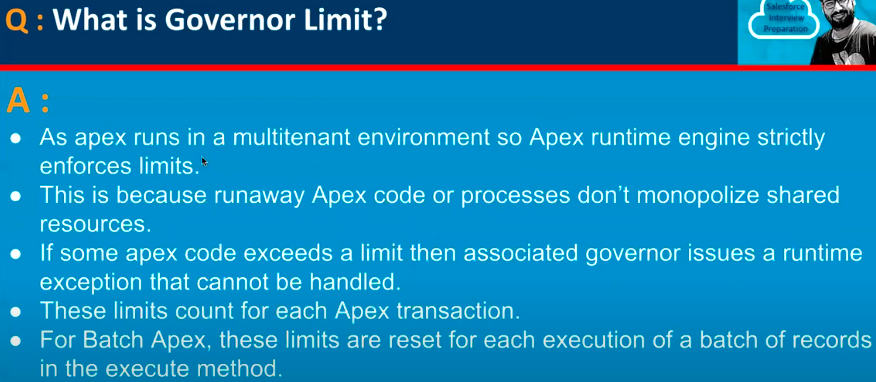 Q : What is Governor Limit?
Salesforce
Interview
Preparation
A :
● As apex runs in a multitenant environment so Apex runtime engine strictly
enforces limits.
● This is because runaway Apex code or processes don’t monopolize shared
resources.
● If some apex code exceeds a limit then associated governor issues a runtime
exception that cannot be handled.
● These limits count for each Apex transaction.
● For Batch Apex, these limits are reset for each execution of a batch of records
in the execute method.